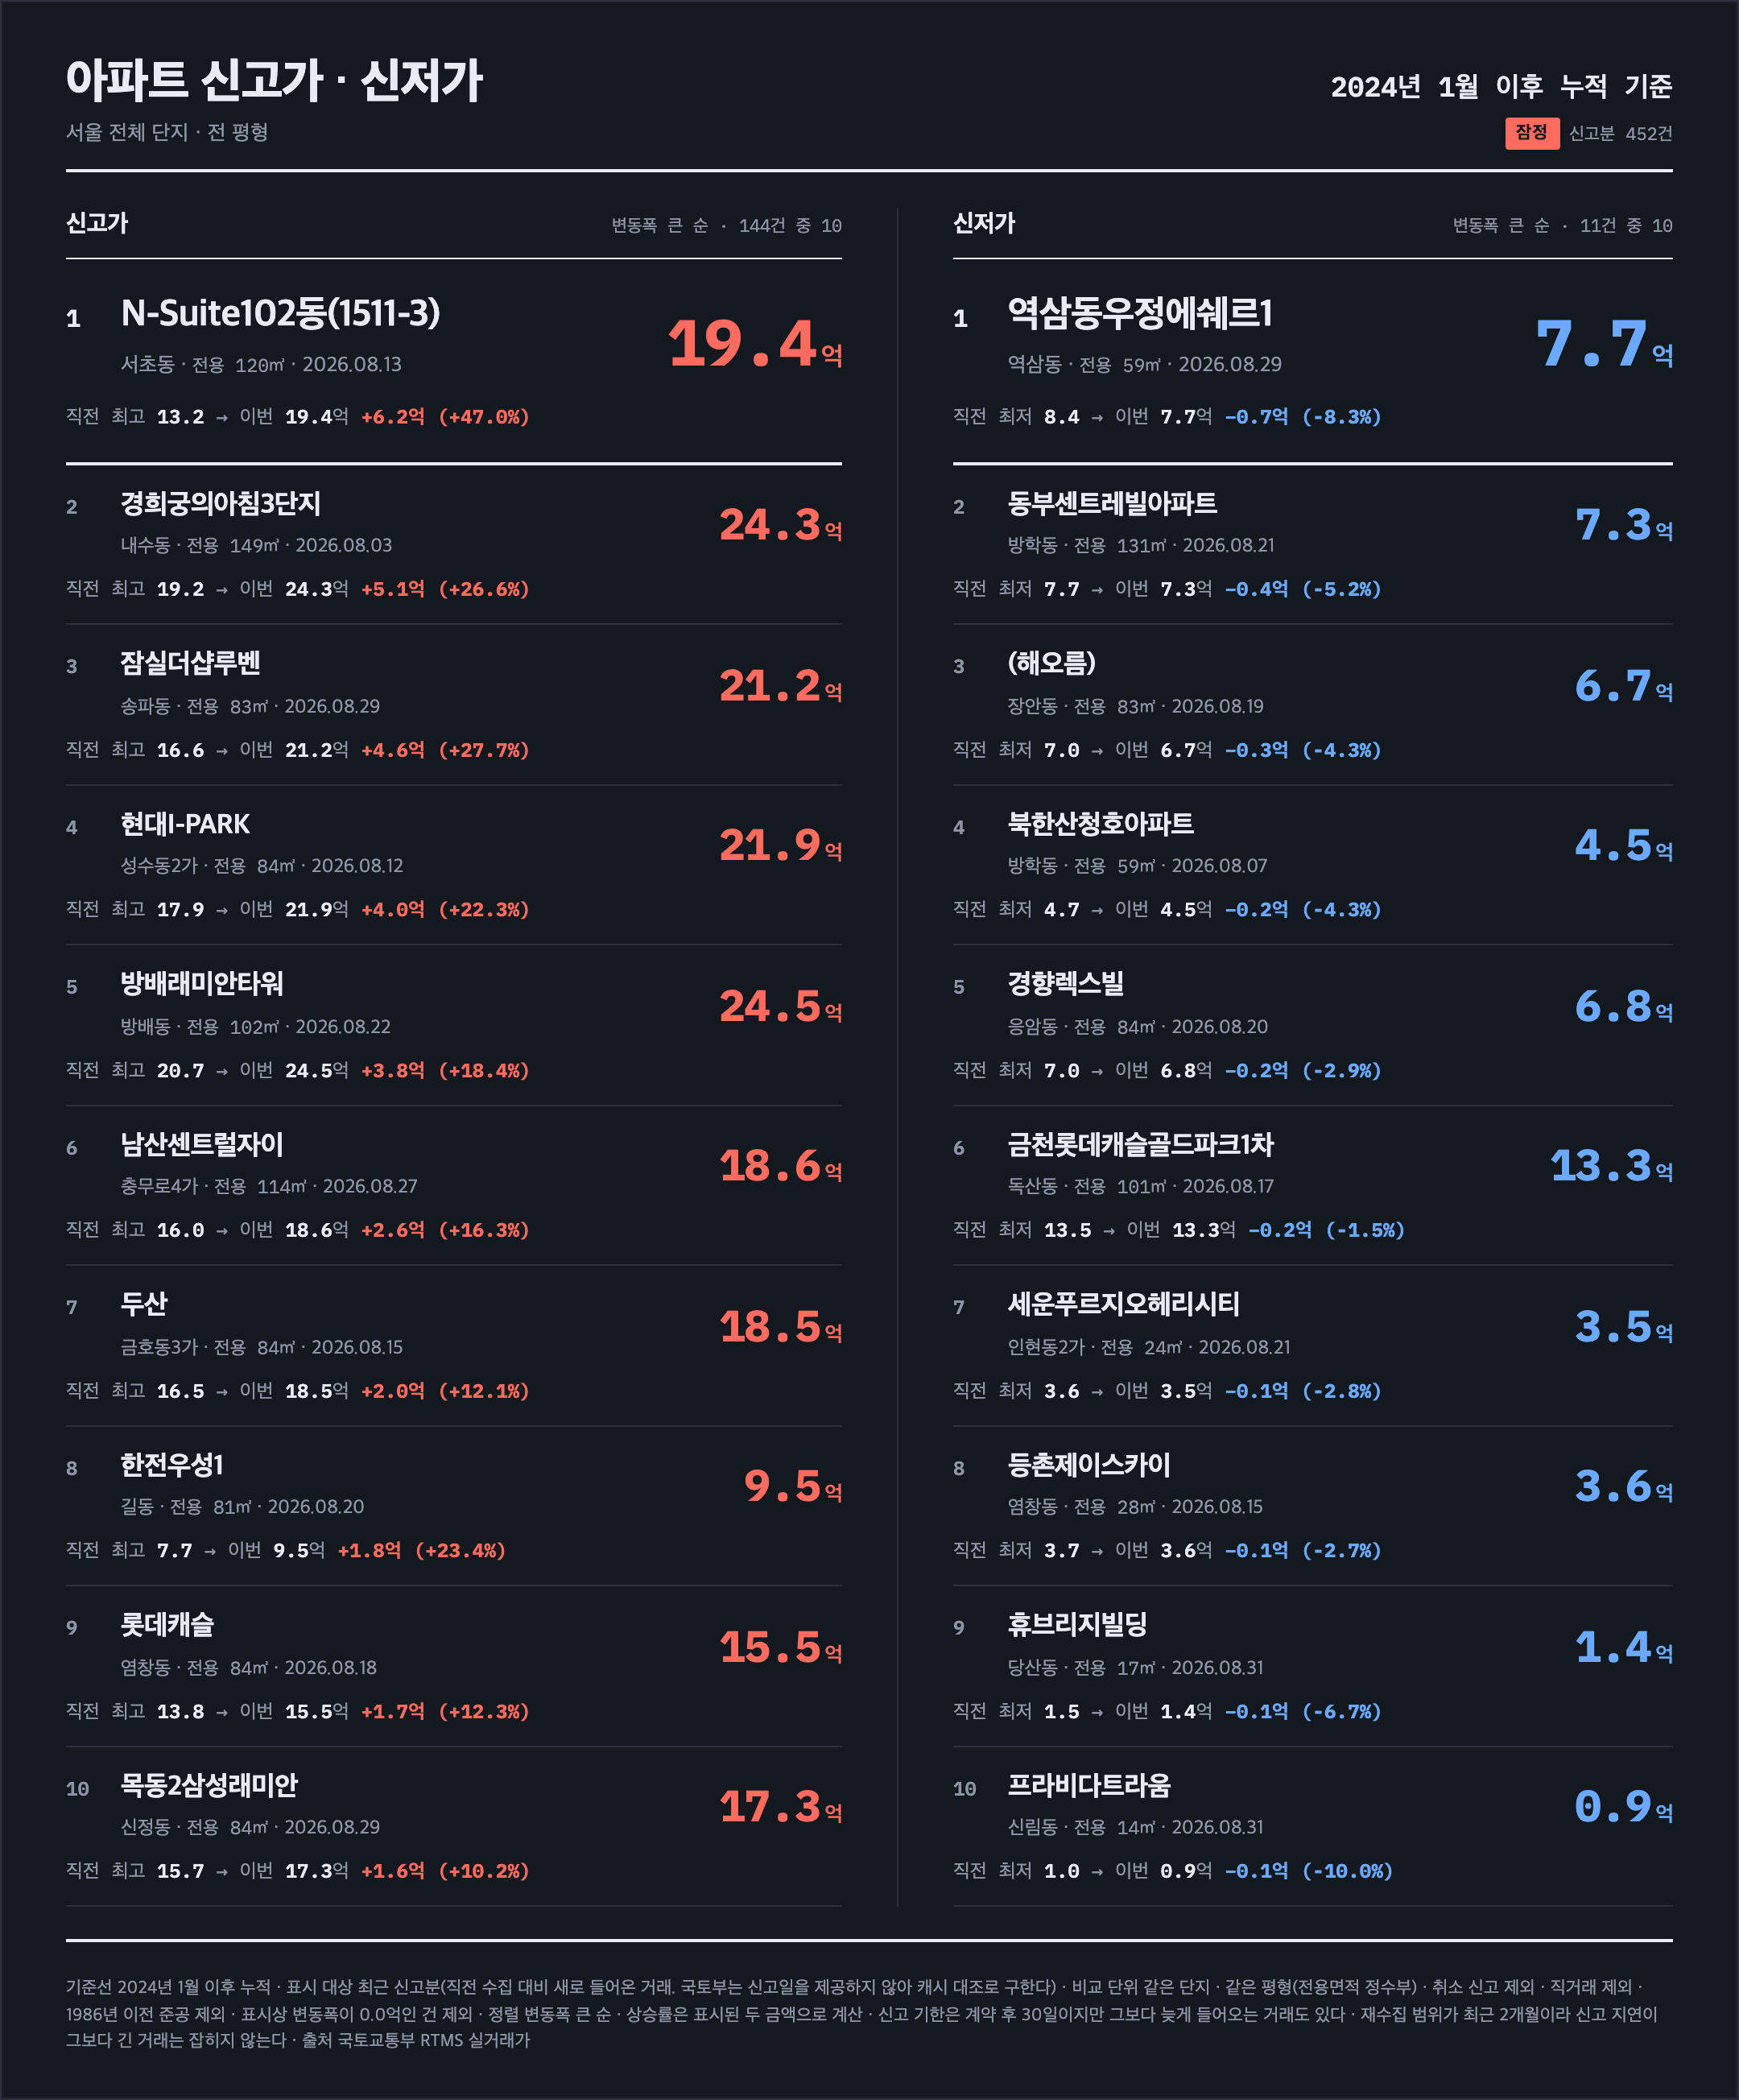 아파트 신고가 · 신저가
2024년 1월 이후 누적 기준
서울 전체 단지 · 전 평형
잠정 신고분 452건
신고가
변동폭 큰 순 · 144건 중 10
1 N-Suite102동(1511-3) 19.4억
서초동 · 전용 120㎡ · 2026.08.13
직전 최고 13.2 → 이번 19.4억 +6.2억 (+47.0%)
2 경희궁의아침3단지 24.3억
내수동 · 전용 149㎡ · 2026.08.03
직전 최고 19.2 → 이번 24.3억 +5.1억 (+26.6%)
3 잠실더샵루벤 21.2억
송파동 · 전용 83㎡ · 2026.08.29
직전 최고 16.6 → 이번 21.2억 +4.6억 (+27.7%)
4 현대I-PARK 21.9억
성수동2가 · 전용 84㎡ · 2026.08.12
직전 최고 17.9 → 이번 21.9억 +4.0억 (+22.3%)
5 방배래미안타워 24.5억
방배동 · 전용 102㎡ · 2026.08.22
직전 최고 20.7 → 이번 24.5억 +3.8억 (+18.4%)
6 남산센트럴자이 18.6억
충무로4가 · 전용 114㎡ · 2026.08.27
직전 최고 16.0 → 이번 18.6억 +2.6억 (+16.3%)
7 두산 18.5억
금호동3가 · 전용 84㎡ · 2026.08.15
직전 최고 16.5 → 이번 18.5억 +2.0억 (+12.1%)
8 한전우성1 9.5억
길동 · 전용 81㎡ · 2026.08.20
직전 최고 7.7 → 이번 9.5억 +1.8억 (+23.4%)
9 롯데캐슬 15.5억
염창동 · 전용 84㎡ · 2026.08.18
직전 최고 13.8 → 이번 15.5억 +1.7억 (+12.3%)
10 목동2삼성래미안 17.3억
신정동 · 전용 84㎡ · 2026.08.29
직전 최고 15.7 → 이번 17.3억 +1.6억 (+10.2%)
신저가
변동폭 큰 순 · 11건 중 10
1 역삼동우정에쉐르1 7.7억
역삼동 · 전용 59㎡ · 2026.08.29
직전 최저 8.4 → 이번 7.7억 −0.7억 (-8.3%)
2 동부센트레빌아파트 7.3억
방학동 · 전용 131㎡ · 2026.08.21
직전 최저 7.7 → 이번 7.3억 −0.4억 (-5.2%)
3 (해오름) 6.7억
장안동 · 전용 83㎡ · 2026.08.19
직전 최저 7.0 → 이번 6.7억 −0.3억 (-4.3%)
4 북한산청호아파트 4.5억
방학동 · 전용 59㎡ · 2026.08.07
직전 최저 4.7 → 이번 4.5억 −0.2억 (-4.3%)
5 경향렉스빌 6.8억
응암동 · 전용 84㎡ · 2026.08.20
직전 최저 7.0 → 이번 6.8억 −0.2억 (-2.9%)
6 금천롯데캐슬골드파크1차 13.3억
독산동 · 전용 101㎡ · 2026.08.17
직전 최저 13.5 → 이번 13.3억 −0.2억 (-1.5%)
7 세운푸르지오헤리시티 3.5억
인현동2가 · 전용 24㎡ · 2026.08.21
직전 최저 3.6 → 이번 3.5억 −0.1억 (-2.8%)
8 등촌제이스카이 3.6억
염창동 · 전용 28㎡ · 2026.08.15
직전 최저 3.7 → 이번 3.6억 −0.1억 (-2.7%)
9 휴브리지빌딩 1.4억
당산동 · 전용 17㎡ · 2026.08.31
직전 최저 1.5 → 이번 1.4억 −0.1억 (-6.7%)
10 프라비다트라움 0.9억
신림동 · 전용 14㎡ · 2026.08.31
직전 최저 1.0 → 이번 0.9억 −0.1억 (-10.0%)
기준선 2024년 1월 이후 누적 · 표시 대상 최근 신고분(직전 수집 대비 새로 들어온 거래. 국토부는 신고일을 제공하지 않아 캐시 대조로 구한다) · 비교 단위 같은 단지 · 같은 평형(전용면적 정수부) · 취소 신고 제외 · 직거래 제외 ·
1986년 이전 준공 제외 · 표시상 변동폭이 0.0억인 건 제외 · 정렬 변동폭 큰 순 · 상승률은 표시된 두 금액으로 계산 · 신고 기한은 계약 후 30일이지만 그보다 늦게 들어오는 거래도 있다 · 재수집 범위가 최근 2개월이라 신고 지연이
그보다 긴 거래는 잡히지 않는다 · 출처 국토교통부 RTMS 실거래가